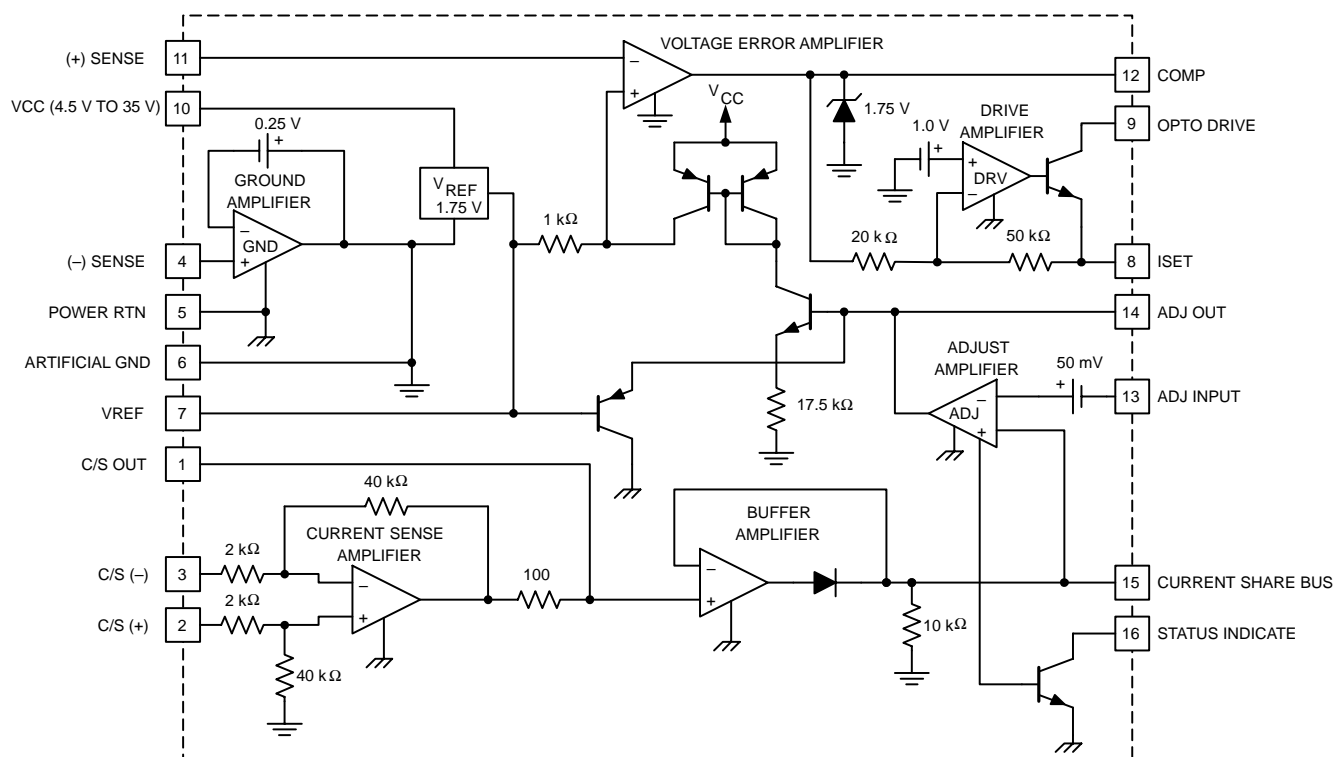 VOLTAGE ERROR AMPLIFIER
(+) SENSE
11
−
+
12
COMP
VCC (4.5 V TO 35 V)
10
VCC
1.75 V
DRIVE
AMPLIFIER
9
OPTO DRIVE
0.25 V
+
GROUND
AMPLIFIER
1.0 V
+
+
DRV
−
VREF
1.75 V
−
GND
+
1 kΩ
20 kΩ
50 kΩ
(−) SENSE
4
8
ISET
POWER RTN
5
14
ADJ OUT
ARTIFICIAL GND
6
ADJUST
AMPLIFIER
50 mV
+
−
ADJ
+
13
ADJ INPUT
VREF
7
17.5 kΩ
C/S OUT
1
40 kΩ
CURRENT SENSE
AMPLIFIER
BUFFER
AMPLIFIER
2 kΩ
C/S (−)
3
−
+
100
−
+
15
CURRENT SHARE BUS
2 kΩ
C/S (+)
2
10 kΩ
16
STATUS INDICATE
40 kΩ